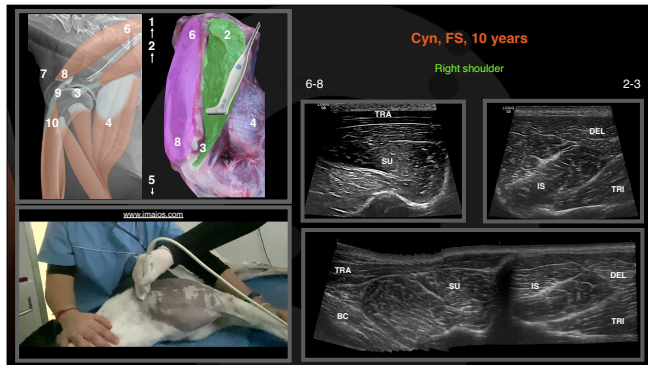 Cyn, FS, 10 years
Right shoulder
6-8
2-3
6
7
8
9
3
10
4
1
2
5
6
2
4
8
3
www.imaios.com
TRA
SU
DEL
IS
TRI
TRA
SU
IS
DEL
BC
TRI